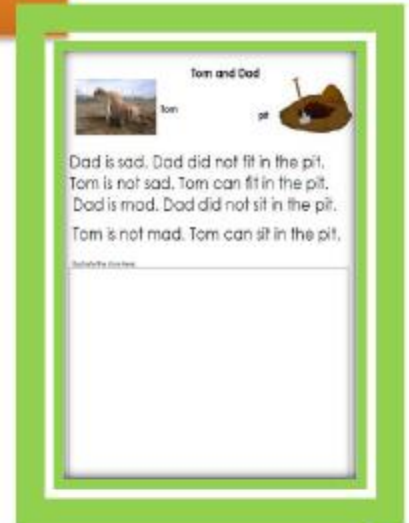 Tom and Dad
Tom
pit
Dad is sad. Dad did not fit in the pit.
Tom is not sad. Tom can fit in the pit.
Dad is mad. Dad did not sit in the pit.
Tom is not mad. Tom can sit in the pit.